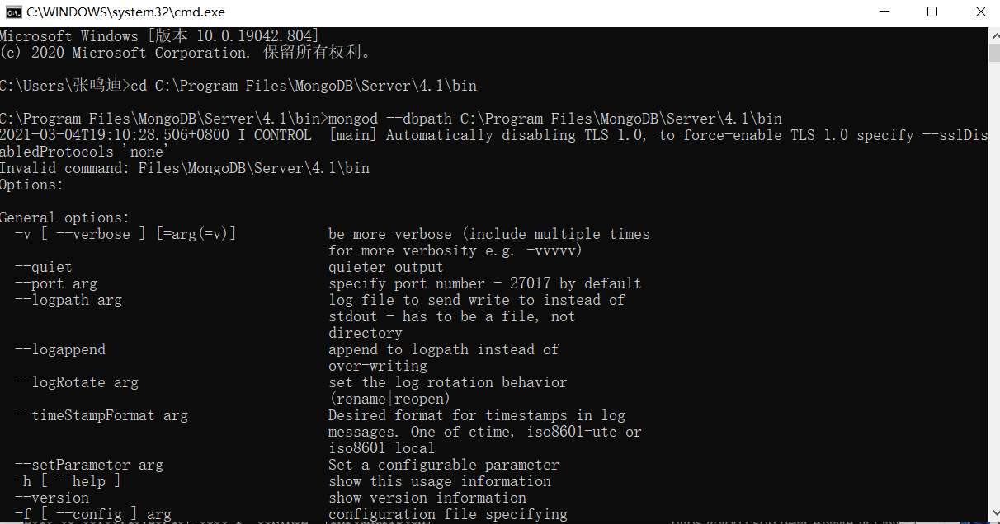 C:\WINDOWS\system32\cmd.exe
Microsoft Windows [版本 10.0.19042.804]
(c) 2020 Microsoft Corporation. 保留所有权利。
C:\Users\张鸣迪>cd C:\Program Files\MongoDB\Server\4.1\bin
C:\Program Files\MongoDB\Server\4.1\bin>mongod --dbpath C:\Program Files\MongoDB\Server\4.1\bin
2021-03-04T19:10:28.506+0800 I CONTROL  [main] Automatically disabling TLS 1.0, to force-enable TLS 1.0 specify --sslDis
abledProtocols 'none'
Invalid command: Files\MongoDB\Server\4.1\bin
Options:
General options:
-v [ --verbose ] [=arg(=v)] be more verbose (include multiple times
for more verbosity e.g. -vvvvv)
--quiet quieter output
--port arg specify port number - 27017 by default
--logpath arg log file to send write to instead of
stdout - has to be a file, not
directory
--logappend append to logpath instead of
over-writing
--logRotate arg set the log rotation behavior
(rename|reopen)
--timeStampFormat arg Desired format for timestamps in log
messages. One of ctime, iso8601-utc or
iso8601-local
--setParameter arg Set a configurable parameter
-h [ --help ] show this usage information
--version show version information
-f [ --config ] arg configuration file specifying